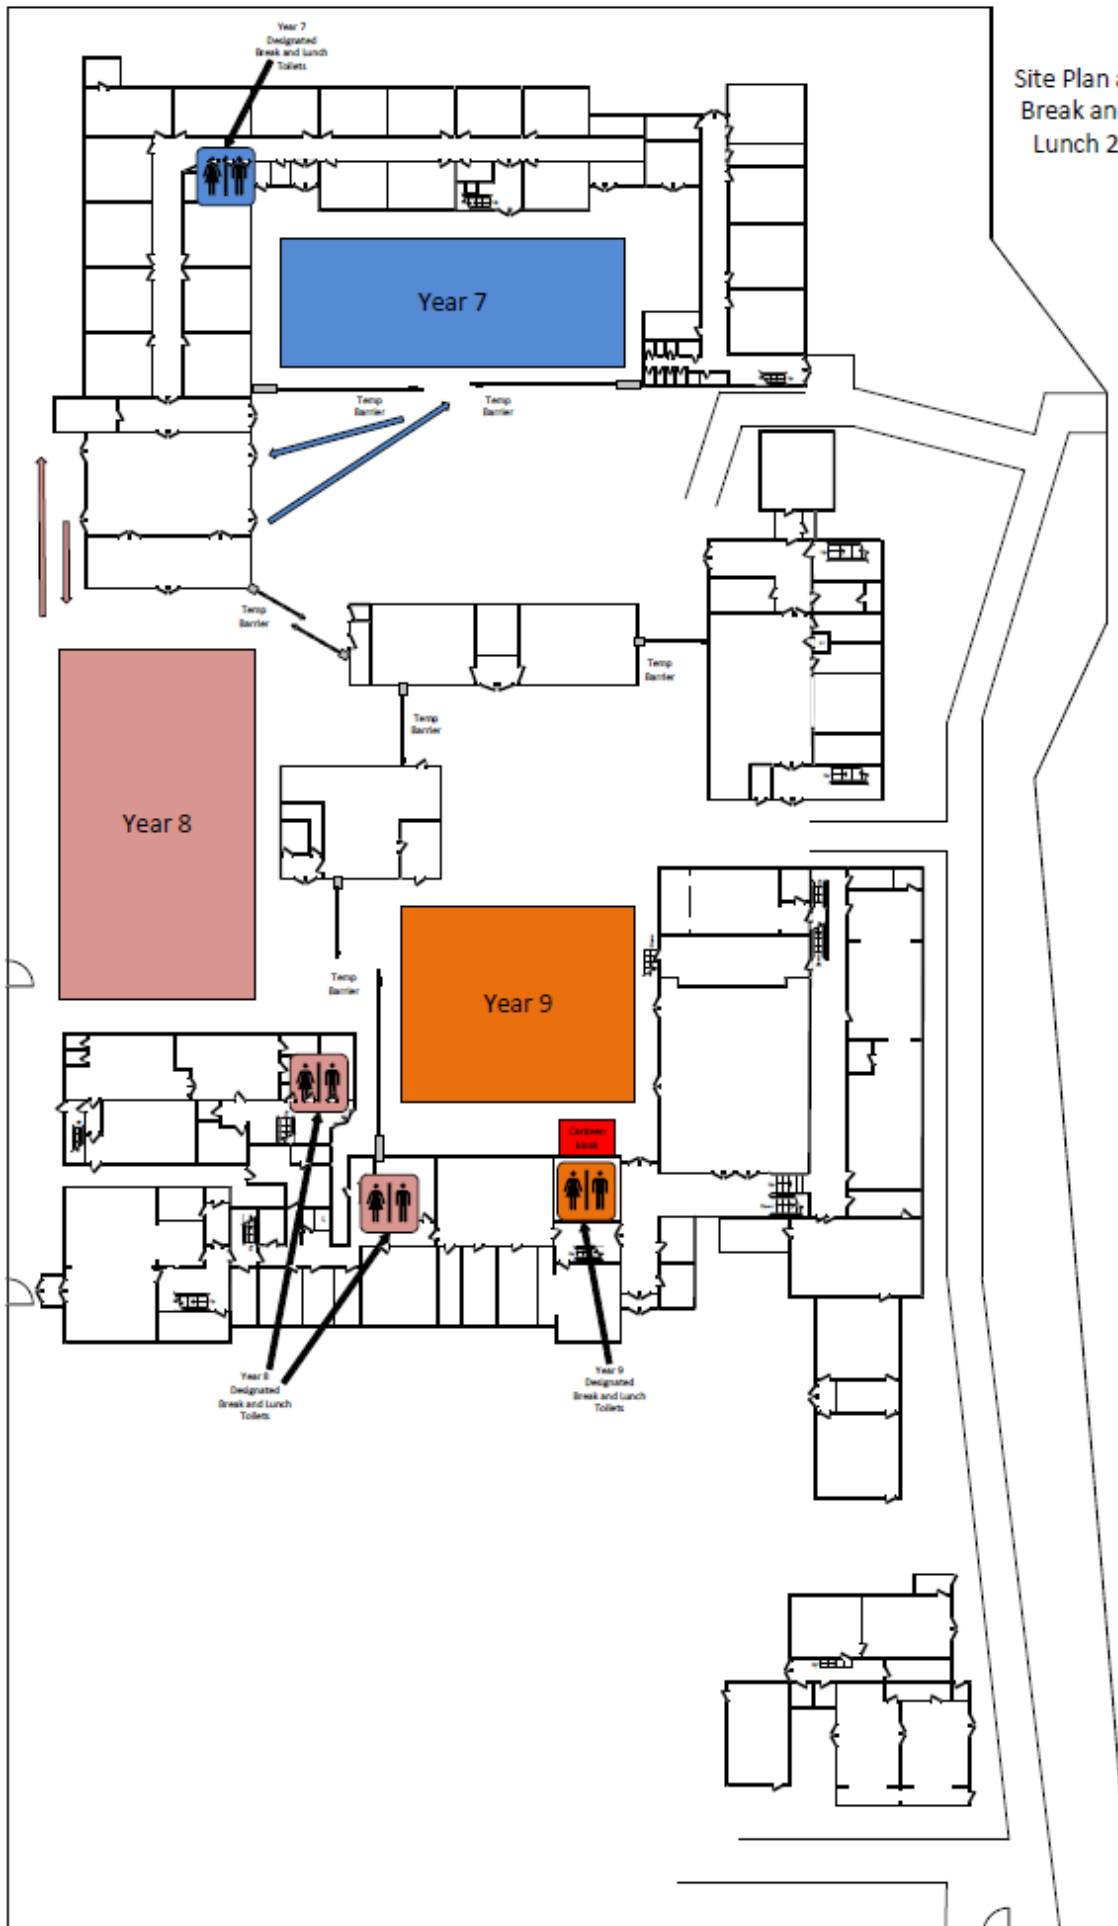 Year 7
Designated
Break and Lunch
Toilets
Site Plan a
Break and
Lunch 2
Year 7
Temp
Barrier
Temp
Barrier
Temp
Barrier
Temp
Barrier
Temp
Barrier
Year 8
Temp
Barrier
Year 9
Canteen
kiosk
Year 8
Designated
Break and Lunch
Toilets
Year 9
Designated
Break and Lunch
Toilets